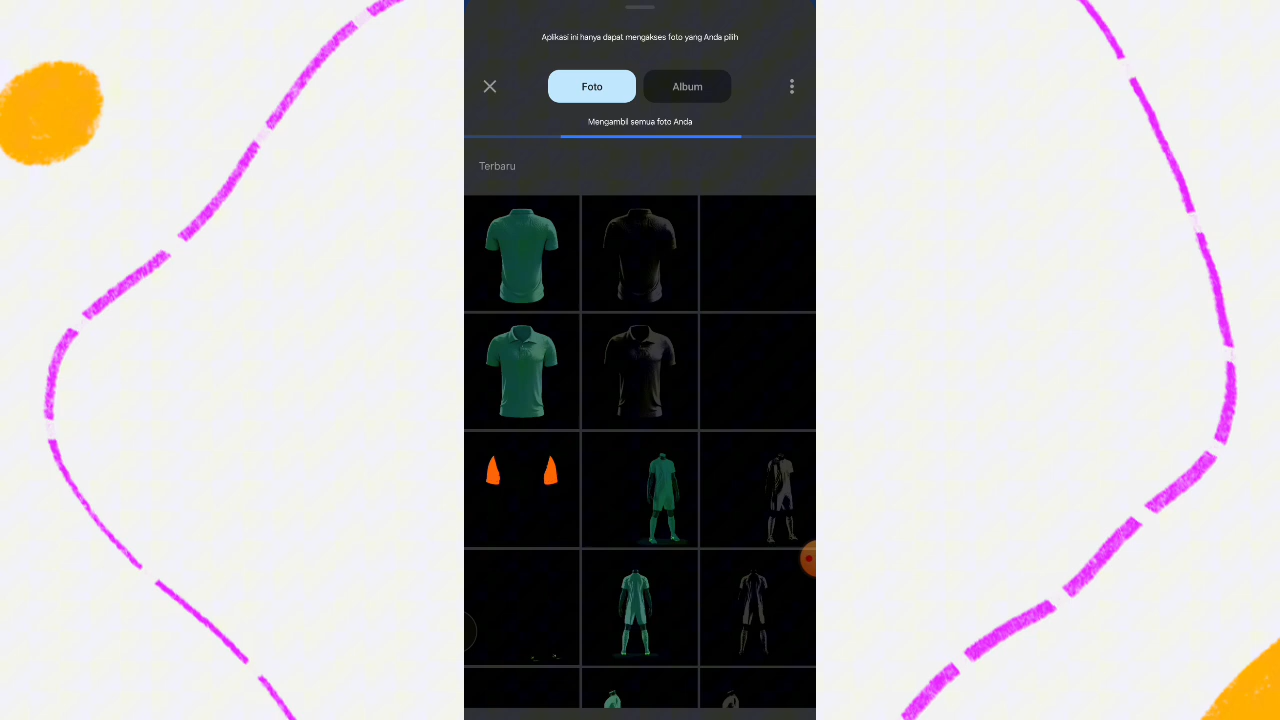 Aplikasi ini hanya dapat mengakses foto yang Anda pilih
Foto
Album
Mengambil semua foto Anda
Terbaru